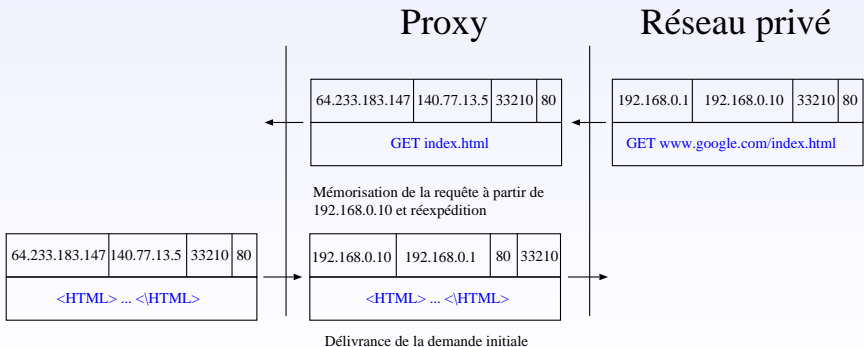 Proxy Réseau privé
64.233.183.147 140.77.13.5 33210 80
GET index.html
192.168.0.1 192.168.0.10 33210 80
GET www.google.com/index.html
Mémorisation de la requête à partir de
192.168.0.10 et réexpédition
64.233.183.147 140.77.13.5 33210 80
<HTML> ... <\HTML>
192.168.0.10 192.168.0.1 80 33210
<HTML> ... <\HTML>
Délivrance de la demande initiale